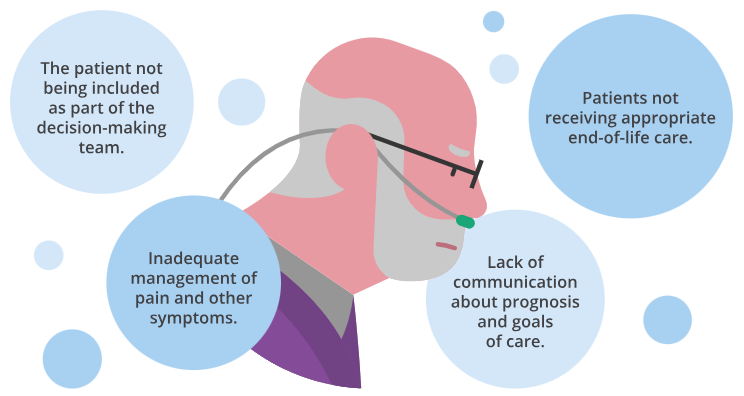 The patient not
being included
as part of the
decision-making
team.
Patients not
receiving appropriate
end-of-life care.
Inadequate
management of
pain and other
symptoms.
Lack of
communication
about prognosis
and goals
of care.